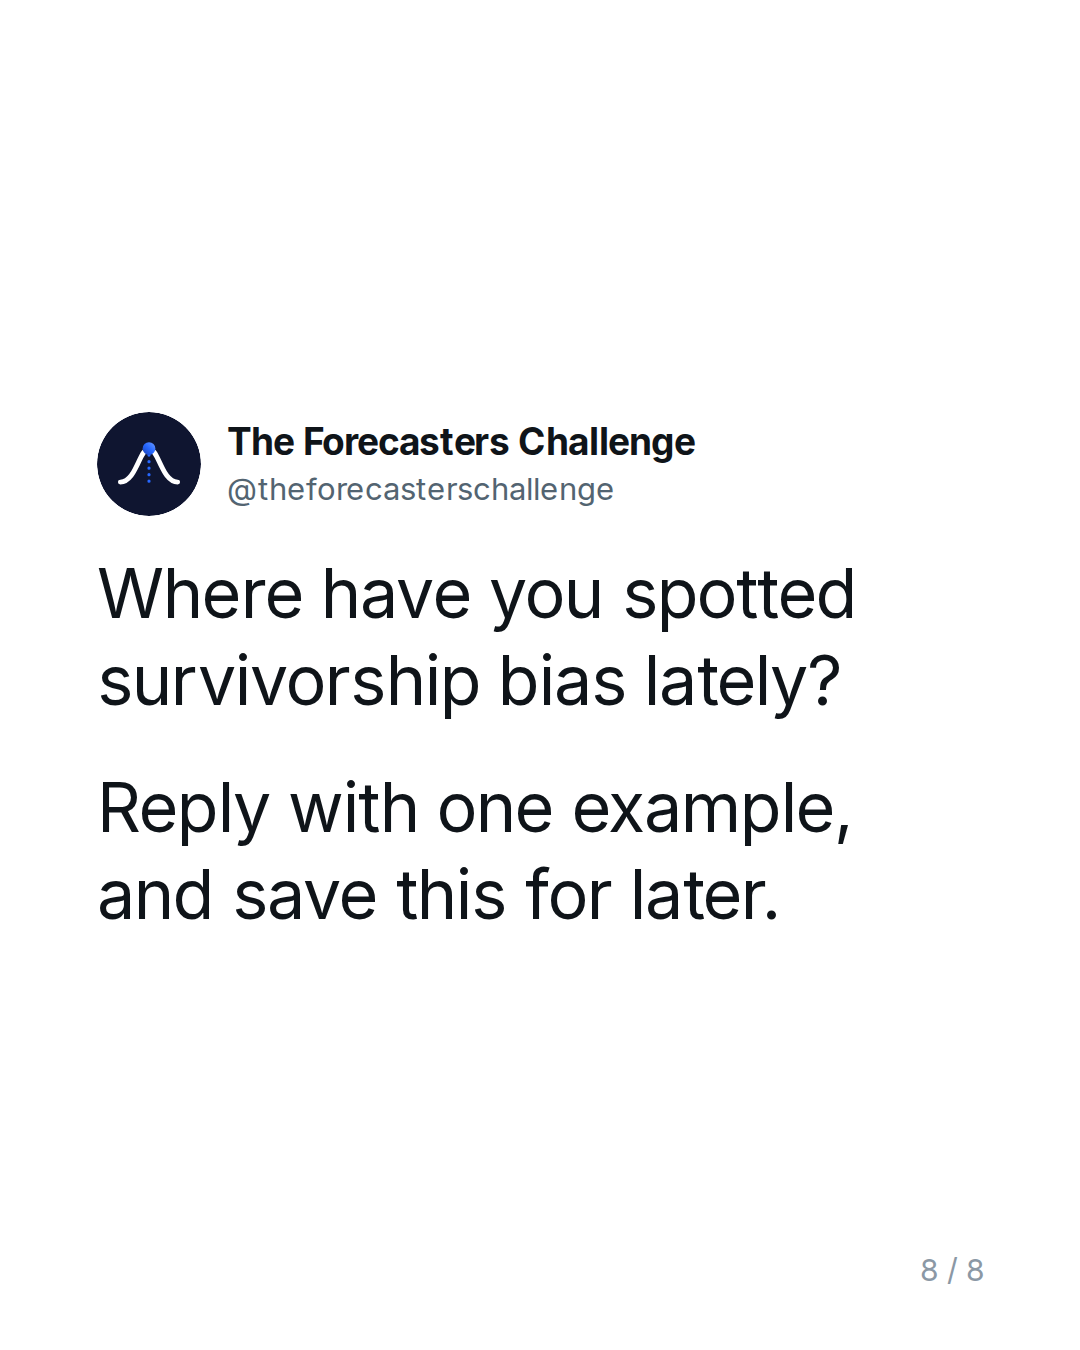 The Forecasters Challenge
@theforecasterschallenge
Where have you spotted
survivorship bias lately?
Reply with one example,
and save this for later.
8 / 8